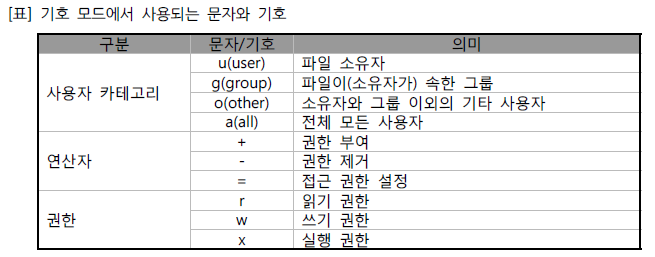 [표] 기호 모드에서 사용되는 문자와 기호
구분 문자/기호 의미
사용자 카테고리 u(user) 파일 소유자
g(group) 파일이(소유자가) 속한 그룹
o(other) 소유자와 그룹 이외의 기타 사용자
a(all) 전체 모든 사용자
연산자 + 권한 부여
- 권한 제거
= 접근 권한 설정
권한 r 읽기 권한
w 쓰기 권한
x 실행 권한